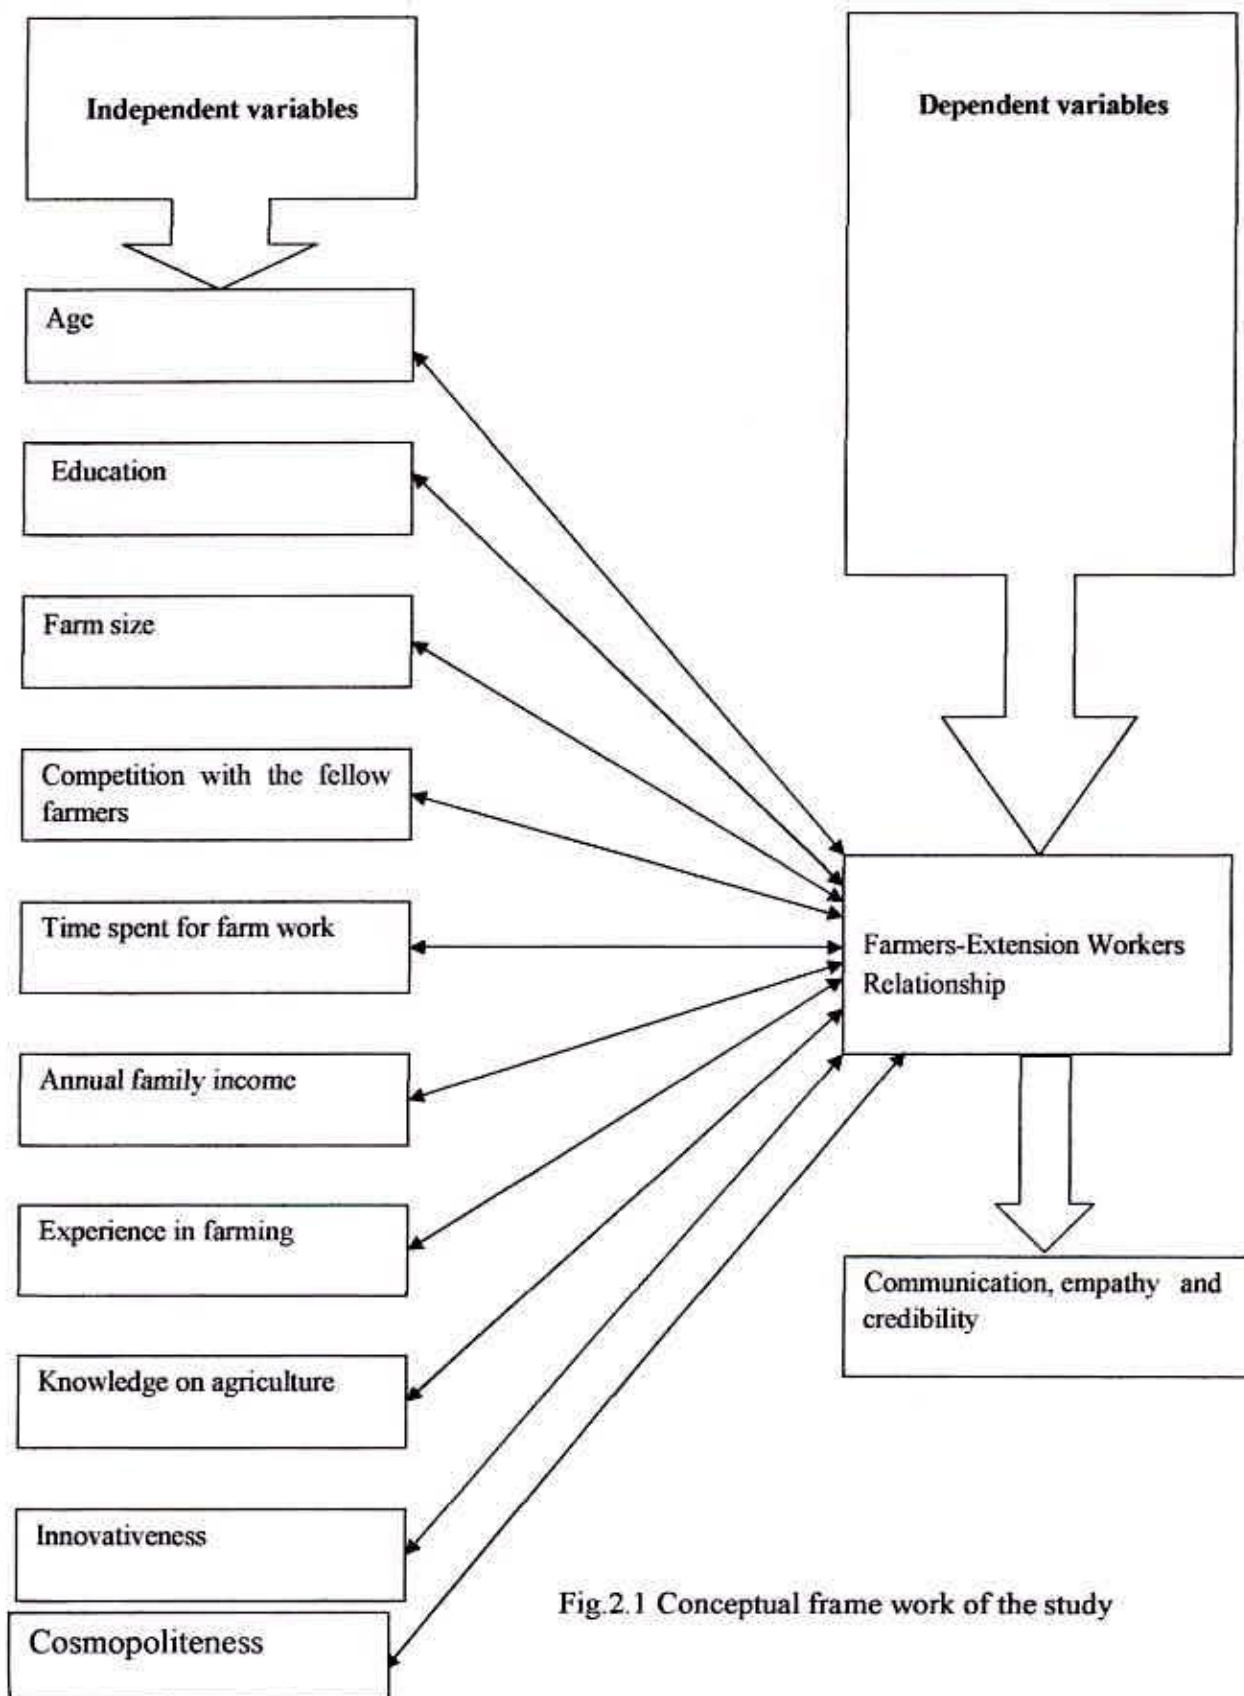 Independent variables
Dependent variables
Age
Education
Farm size
Competition with the fellow
farmers
Time spent for farm work
Annual family income
Experience in farming
Knowledge on agriculture
Innovativeness
Cosmopoliteness
Farmers-Extension Workers
Relationship
Communication, empathy and
credibility
Fig.2.1 Conceptual frame work of the study